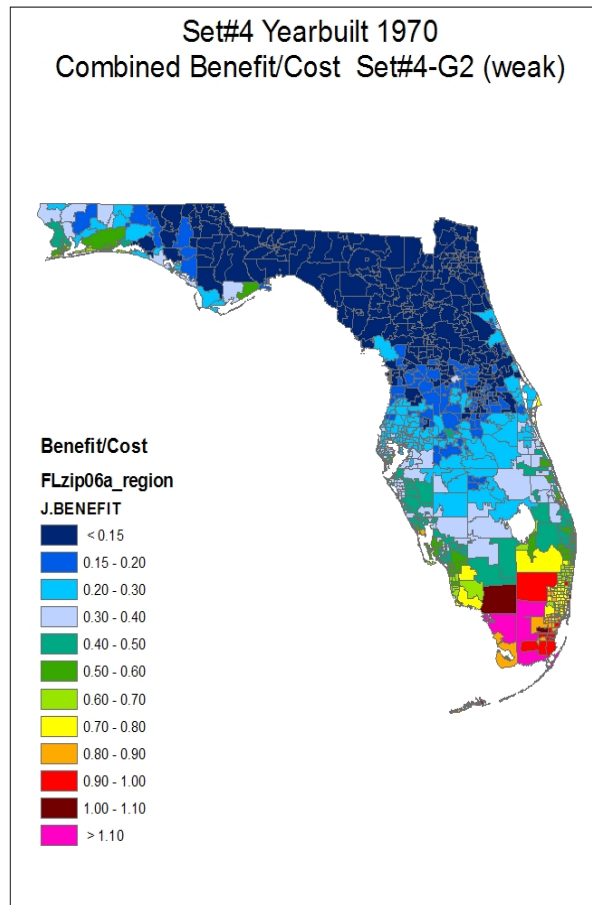 Set#4 Yearbuilt 1970
Combined Benefit/Cost Set#4-G2 (weak)
Benefit/Cost
FLzip06a_region
J.BENEFIT
< 0.15
0.15 - 0.20
0.20 - 0.30
0.30 - 0.40
0.40 - 0.50
0.50 - 0.60
0.60 - 0.70
0.70 - 0.80
0.80 - 0.90
0.90 - 1.00
1.00 - 1.10
> 1.10